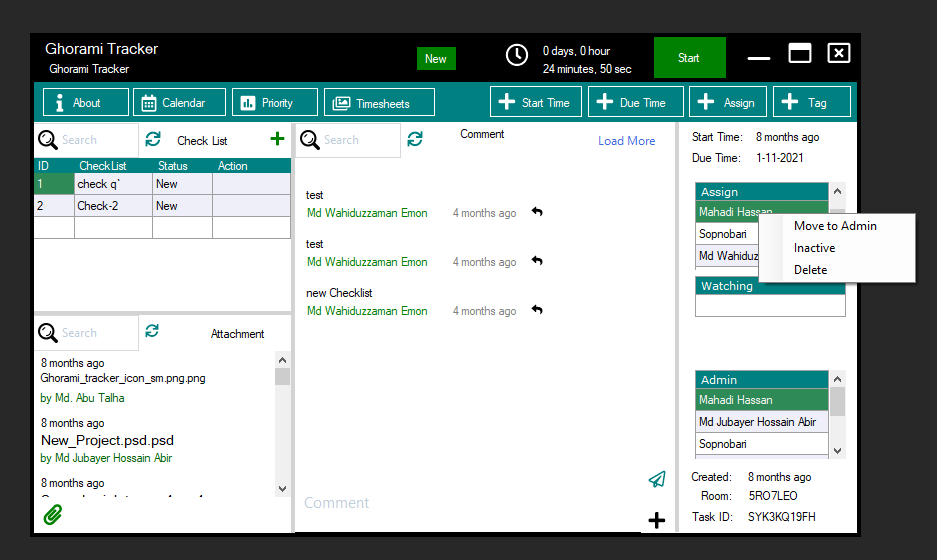 Ghorami Tracker
Ghorami Tracker
New
0 days, 0 hour
24 minutes, 50 sec
Start
About
Calendar
Priority
Timesheets
Start Time
Due Time
Assign
Tag
Search
Check List
ID CheckList Status Action
1 check q` New
2 Check-2 New
Search
Attachment
8 months ago
Ghorami_tracker_icon_sm.png.png
by Md. Abu Talha
8 months ago
New_Project.psd.psd
by Md Jubayer Hossain Abir
8 months ago
Search
Comment
Load More
test
Md Wahiduzzaman Emon 4 months ago
test
Md Wahiduzzaman Emon 4 months ago
new Checklist
Md Wahiduzzaman Emon 4 months ago
Comment
Start Time: 8 months ago
Due Time: 1-11-2021
Assign
Mahadi Hassan
Sopnobari
Md Wahiduz
Move to Admin
Inactive
Delete
Watching
Admin
Mahadi Hassan
Md Jubayer Hossain Abir
Sopnobari
Created: 8 months ago
Room: 5RO7LEO
Task ID: SYK3KQ19FH